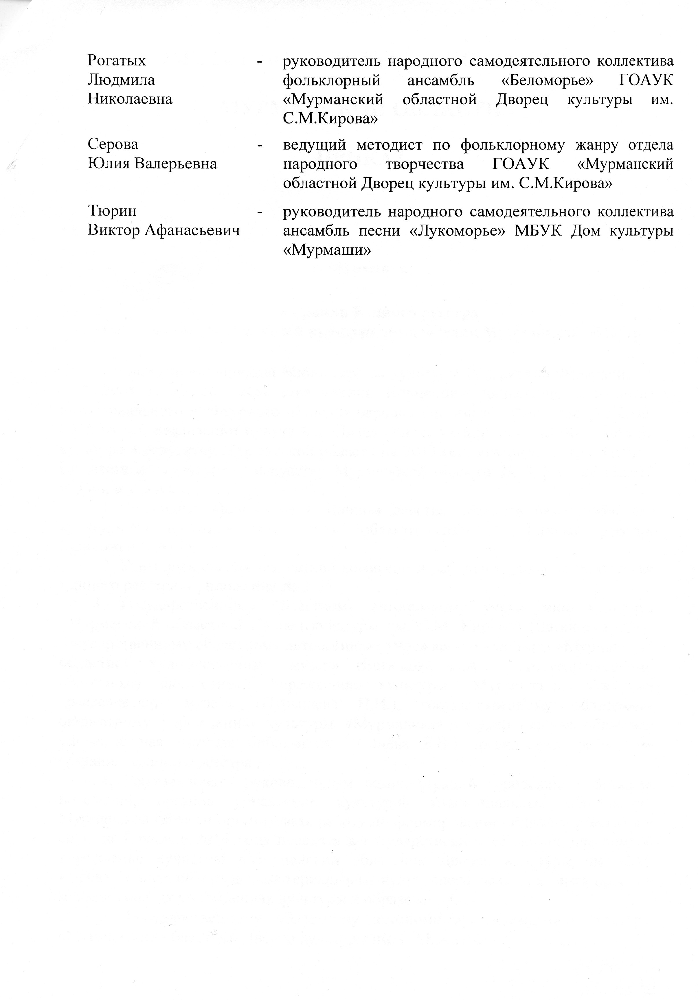 Рогатых - руководитель народного самодеятельного коллектива
Людмила фольклорный ансамбль «Беломорье» ГОАУК
Николаевна «Мурманский областной Дворец культуры им.
С.М.Кирова»
Серова - ведущий методист по фольклорному жанру отдела
Юлия Валерьевна народного творчества ГОАУК «Мурманский
областной Дворец культуры им. С.М.Кирова»
Тюрин - руководитель народного самодеятельного коллектива
Виктор Афанасьевич ансамбль песни «Лукоморье» МБУК Дом культуры
«Мурмаши»